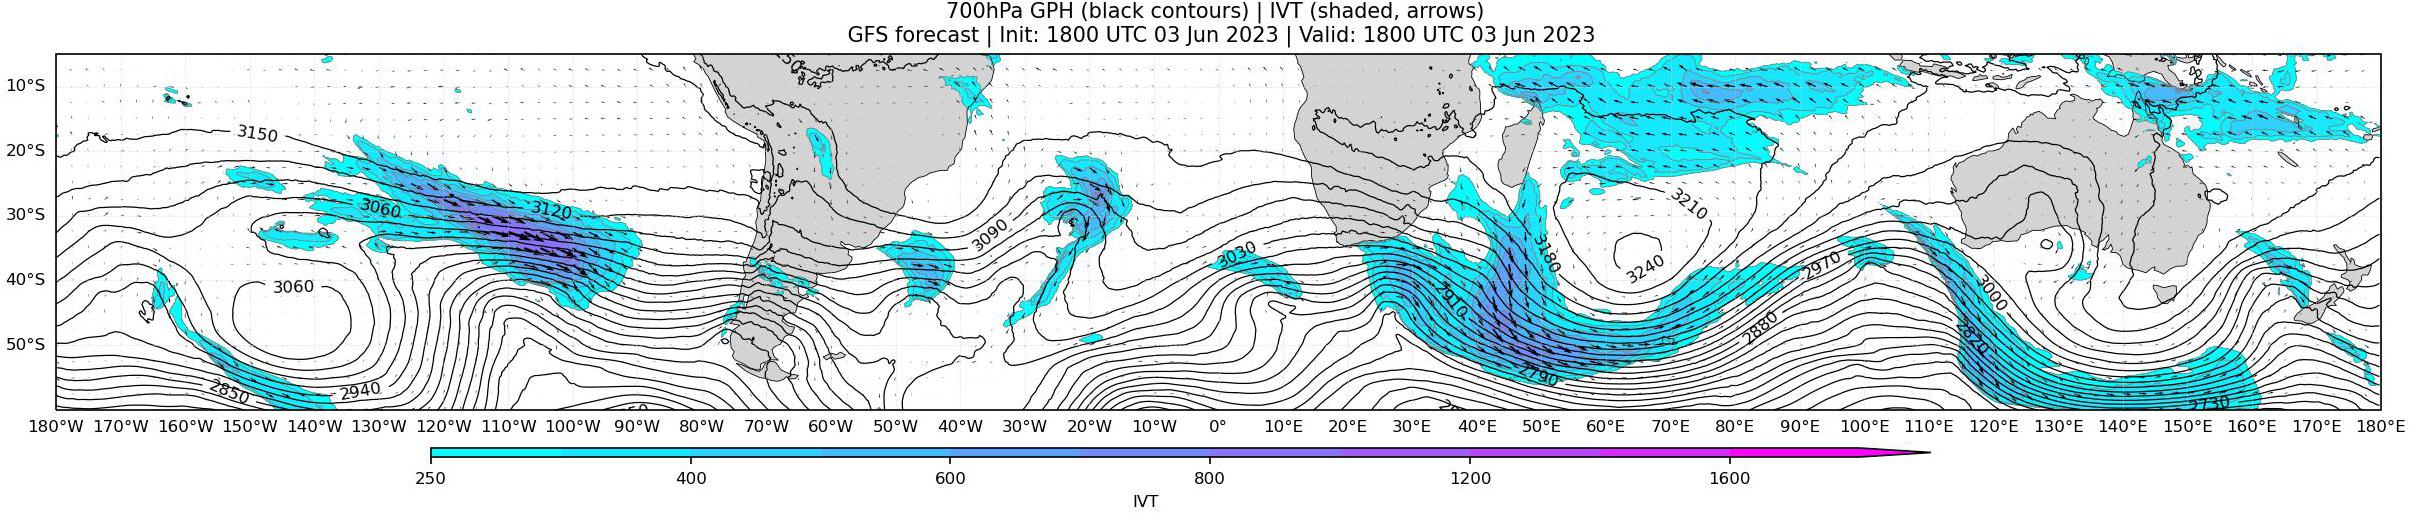 700hPa GPH (black contours) | IVT (shaded, arrows)
GFS forecast | Init: 1800 UTC 03 Jun 2023 | Valid: 1800 UTC 03 Jun 2023
10°S
20°S
30°S
40°S
50°S
3150
3060
3120
3060
2850
2940
3090
3030
2910
2790
3180
3210
3240
2970
2880
3000
2820
2730
180°W 170°W 160°W 150°W 140°W 130°W 120°W 110°W 100°W 90°W 80°W 70°W 60°W 50°W 40°W 30°W 20°W 10°W 0° 10°E 20°E 30°E 40°E 50°E 60°E 70°E 80°E 90°E 100°E 110°E 120°E 130°E 140°E 150°E 160°E 170°E 180°E
250 400 600 800 1200 1600
IVT